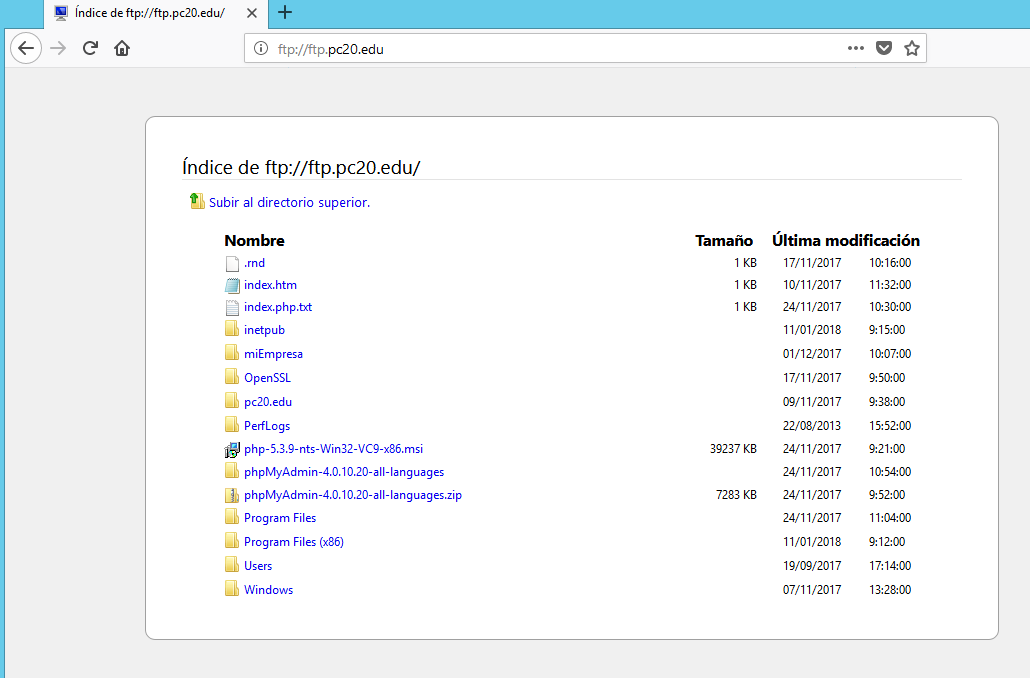 Índice de ftp://ftp.pc20.edu/
ftp://ftp.pc20.edu
Índice de ftp://ftp.pc20.edu/
Subir al directorio superior.
Nombre Tamaño Última modificación
.rnd 1 KB 17/11/2017 10:16:00
index.htm 1 KB 10/11/2017 11:32:00
index.php.txt 1 KB 24/11/2017 10:30:00
inetpub 11/01/2018 9:15:00
miEmpresa 01/12/2017 10:07:00
OpenSSL 17/11/2017 9:50:00
pc20.edu 09/11/2017 9:38:00
PerfLogs 22/08/2013 15:52:00
php-5.3.9-nts-Win32-VC9-x86.msi 39237 KB 24/11/2017 9:21:00
phpMyAdmin-4.0.10.20-all-languages 24/11/2017 10:54:00
phpMyAdmin-4.0.10.20-all-languages.zip 7283 KB 24/11/2017 9:52:00
Program Files 24/11/2017 11:04:00
Program Files (x86) 11/01/2018 9:12:00
Users 19/09/2017 17:14:00
Windows 07/11/2017 13:28:00